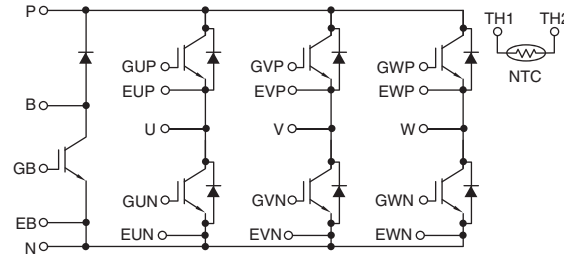 P
TH1 TH2
GUP GVP GWP
NTC
EUP EVP EWP
B
U V W
GB
GUN GVN GWN
EB
EUN EVN EWN
N